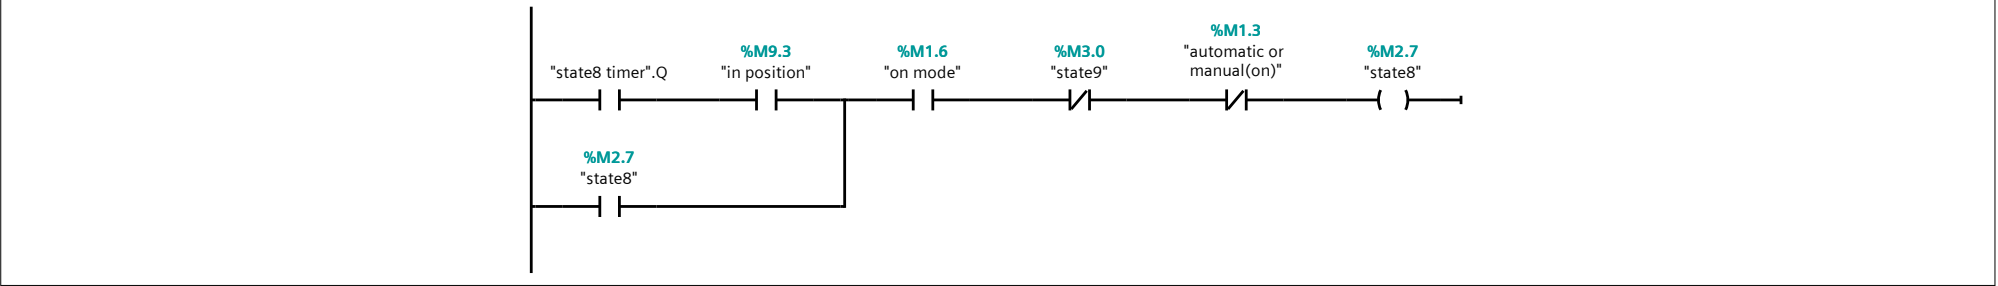 %M1.3
%M9.3
%M1.6
%M3.0
"automatic or
%M2.7
"state8 timer".Q
"in position"
"on mode"
"state9"
manual(on)"
"state8"
%M2.7
"state8"